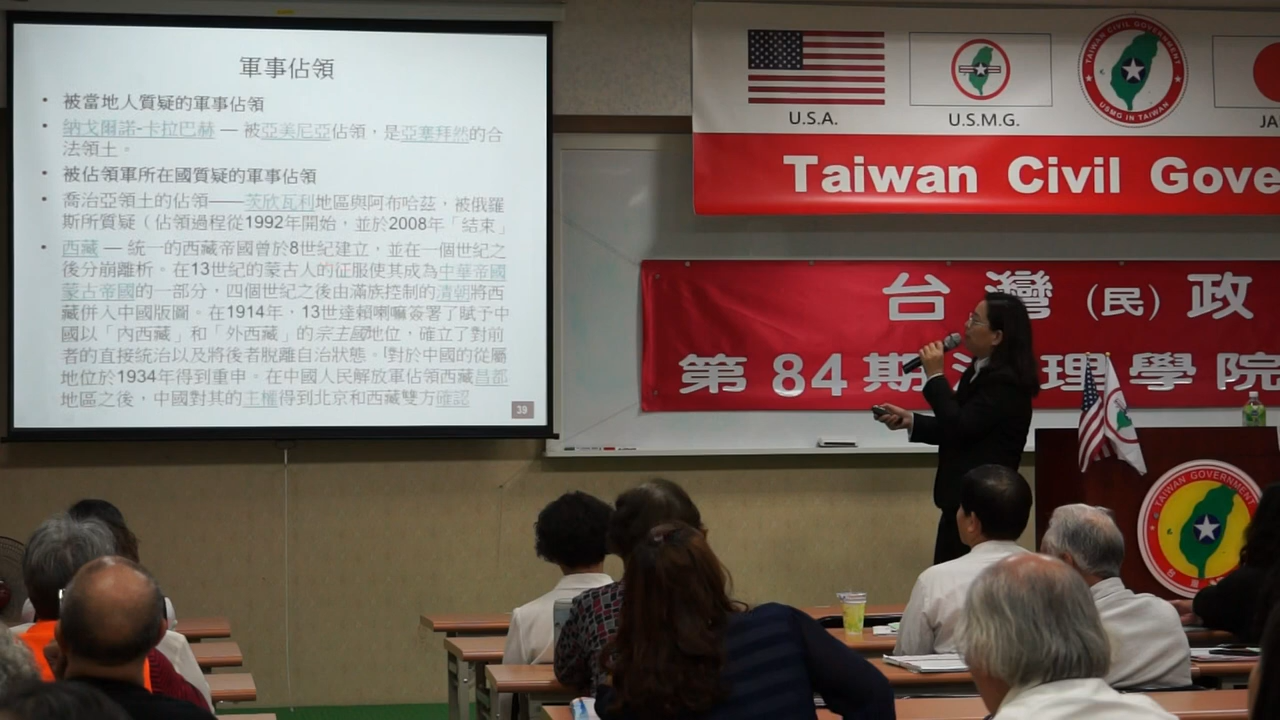 軍事佔領
• 被當地人質疑的軍事佔領
• 納戈爾諾-卡拉巴赫 — 被亞美尼亞佔領，是亞塞拜然的合
法領土。
• 被佔領軍所在國質疑的軍事佔領
• 喬治亞領土的佔領——茨欣瓦利地區與阿布哈茲，被俄羅
斯所質疑（佔領過程從1992年開始，並於2008年「結束」
• 西藏 — 統一的西藏帝國曾於8世紀建立，並在一個世紀之
後分崩離析。在13世紀的蒙古人的征服使其成為中華帝國
蒙古帝國的一部分，四個世紀之後由滿族控制的清朝將西
藏併入中國版圖。在1914年，13世達賴喇嘛簽署了賦予中
國以「內西藏」和「外西藏」的宗主國地位，確立了對前
者的直接統治以及將後者脫離自治狀態。[對於中國的從屬
地位於1934年得到重申。在中國人民解放軍佔領西藏昌都
地區之後，中國對其的主權得到北京和西藏雙方確認
39
U.S.A.
U.S.M.G.
TAIWAN CIVIL GOVERNMENT
USMG IN TAIWAN
JA
Taiwan Civil Gove
台灣(民)政
第84期 理學院
TAIWAN GOVERNMENT